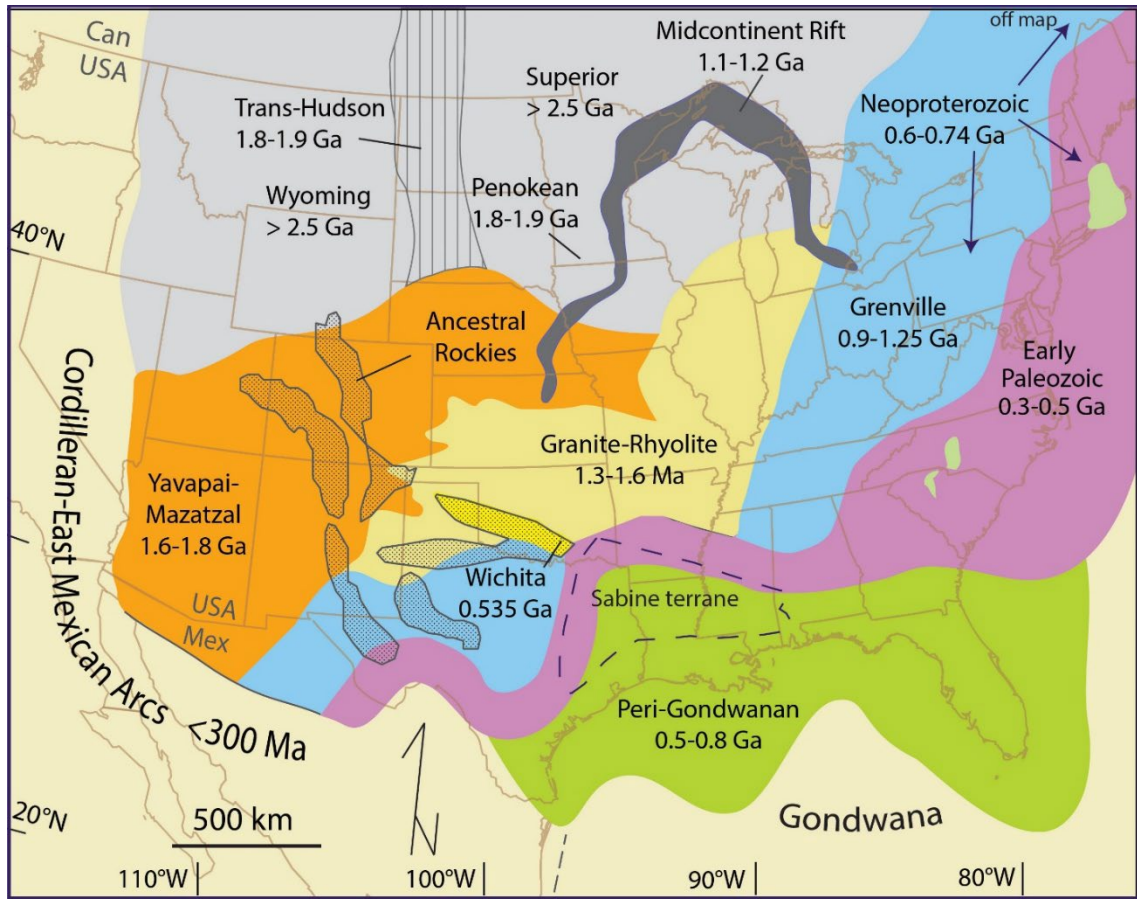 Can
USA
off map
Midcontinent Rift
1.1-1.2 Ga
Superior
> 2.5 Ga
Trans-Hudson
1.8-1.9 Ga
Neoproterozoic
0.6-0.74 Ga
Wyoming
> 2.5 Ga
Penokean
1.8-1.9 Ga
40°N
Ancestral
Rockies
Grenville
0.9-1.25 Ga
Early
Paleozoic
0.3-0.5 Ga
Granite-Rhyolite
1.3-1.6 Ma
Yavapai-
Mazatzal
1.6-1.8 Ga
Wichita
0.535 Ga
Sabine terrane
USA
Mex
Cordilleran-East Mexican Arcs <300 Ma
Peri-Gondwanan
0.5-0.8 Ga
Gondwana
20°N
500 km
N
110°W
100°W
90°W
80°W